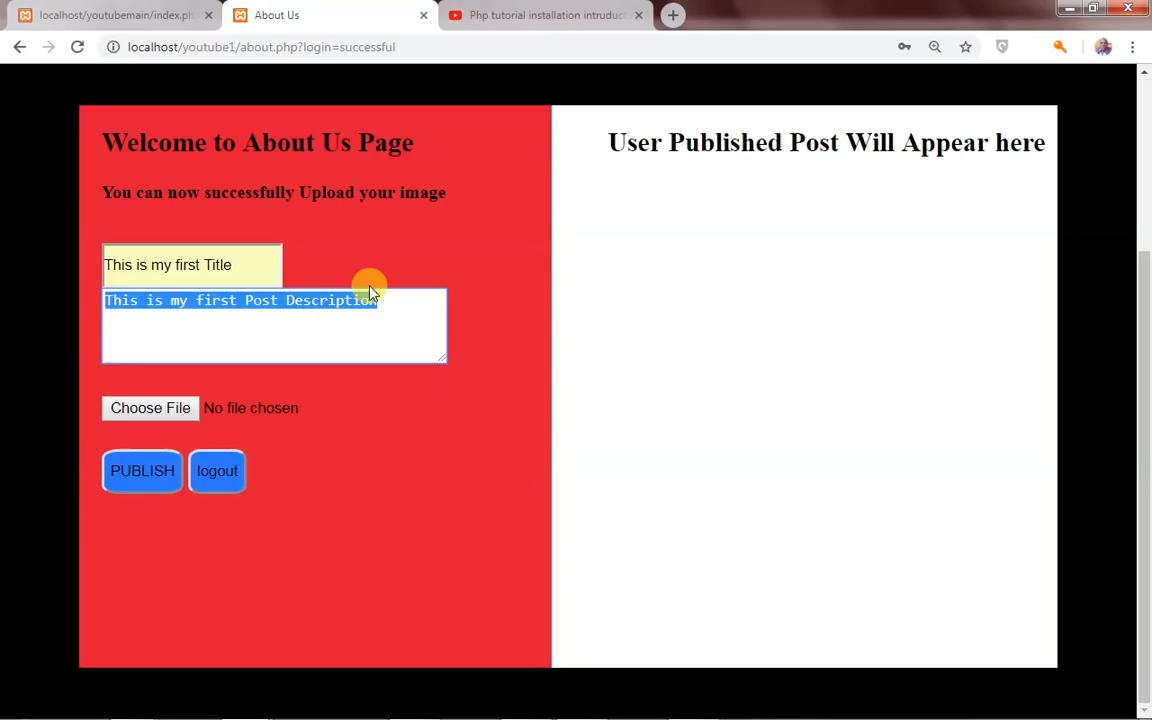 localhost/youtubemain/index.ph
About Us
Php tutorial installation intruduct
localhost/youtube1/about.php?login=successful
Welcome to About Us Page
User Published Post Will Appear here
You can now successfully Upload your image
This is my first Title
This is my first Post Description
Choose File No file chosen
PUBLISH logout